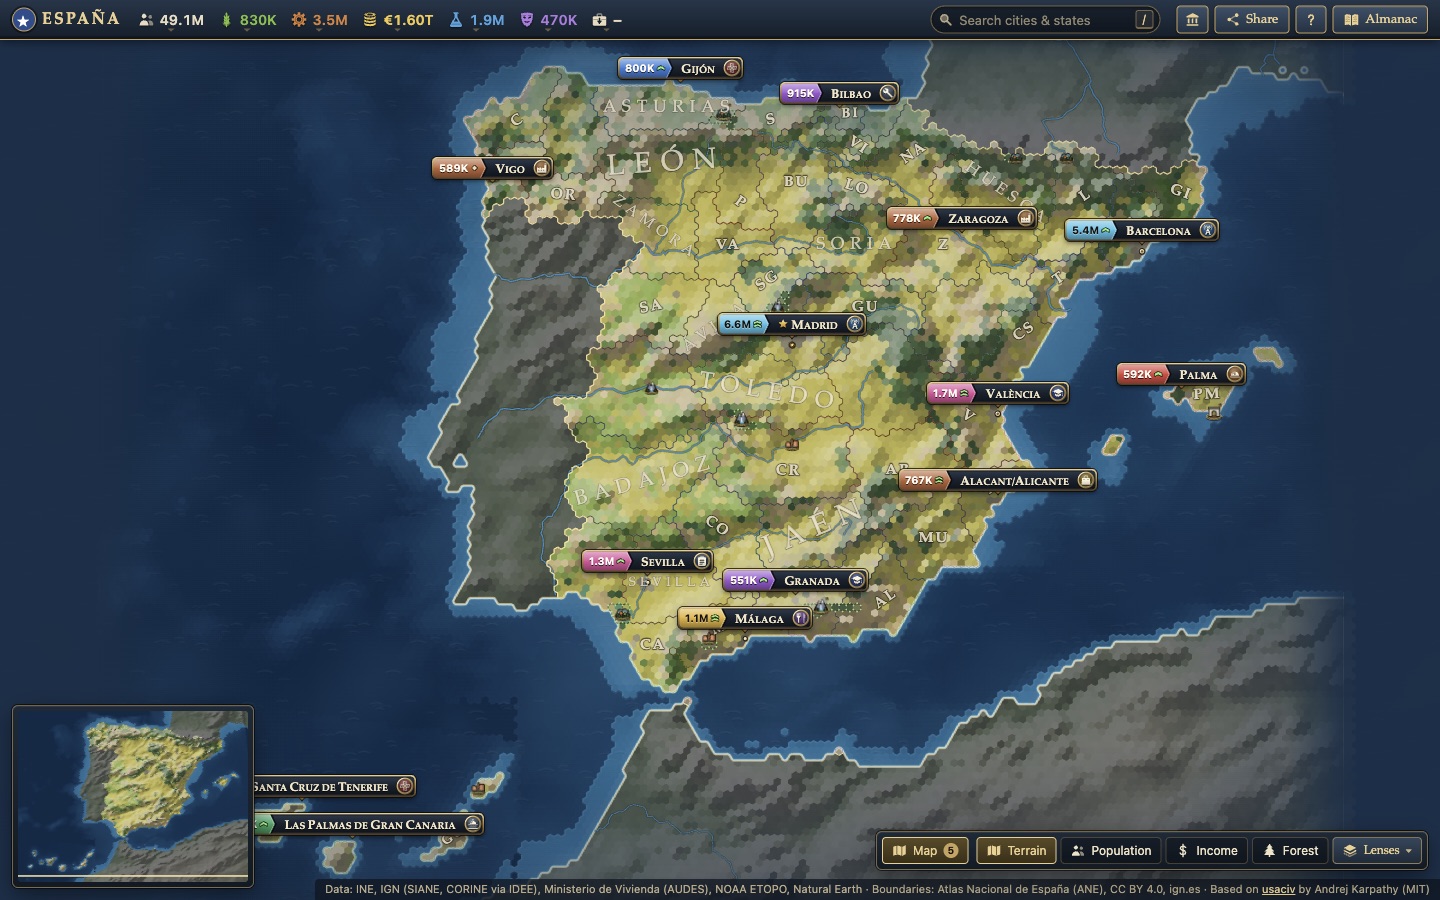 ESPAÑA 49.1M 830K 3.5M €1.60T 1.9M 470K – Search cities & states / Share ? Almanac
800K GIJÓN
915K BILBAO
ASTURIAS S BI
C
589K VIGO
LEÓN VI NA
OR ZAMORA P BU LO HUESCA L GI
778K ZARAGOZA
5.4M BARCELONA
VA SORIA Z
SA SG GU T
6.6M MADRID
CS
592K PALMA
PM
TOLEDO
1.7M VALÈNCIA
V
BADAJOZ CR
767K ALACANT/ALICANTE
CO JAÉN MU
1.3M SEVILLA
SEVILLA
551K GRANADA
AL
1.1M MÁLAGA
CA
SANTA CRUZ DE TENERIFE
LAS PALMAS DE GRAN CANARIA
Map 5 Terrain Population $ Income Forest Lenses
Data: INE, IGN (SIANE, CORINE via IDEE), Ministerio de Vivienda (AUDES), NOAA ETOPO, Natural Earth · Boundaries: Atlas Nacional de España (ANE), CC BY 4.0, ign.es · Based on usaciv by Andrej Karpathy (MIT)